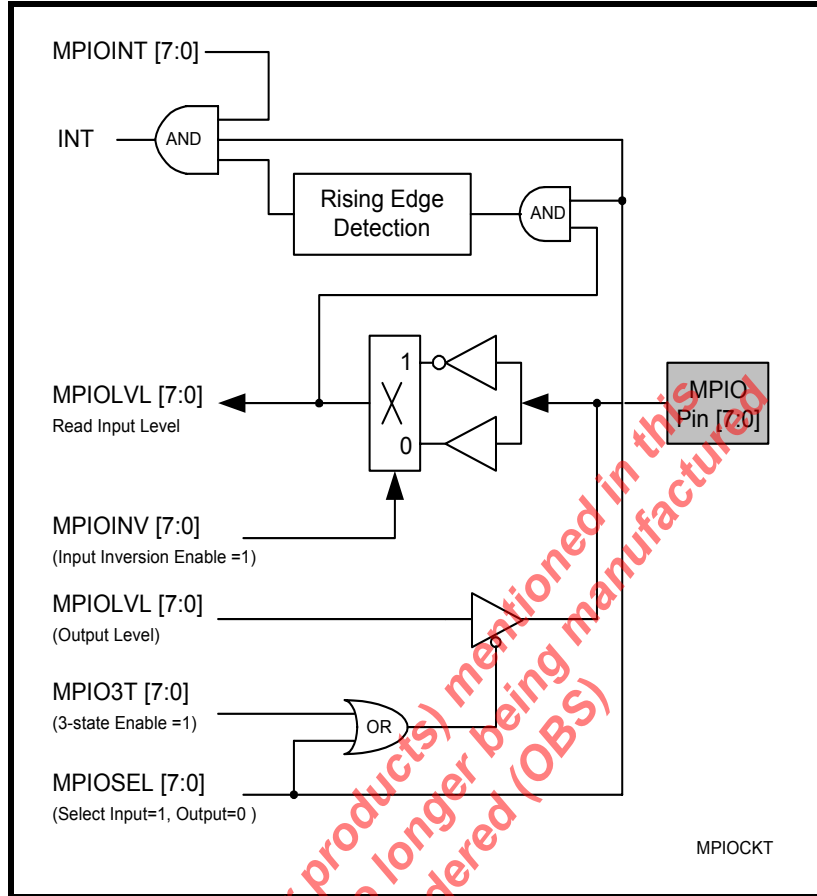 MPIOINT [7:0]
INT
AND
Rising Edge
Detection
AND
MPIOLVL [7:0]
Read Input Level
1
0
MPIO
Pin [7:0]
MPIOINV [7:0]
(Input Inversion Enable =1)
MPIOLVL [7:0]
(Output Level)
MPIO3T [7:0]
(3-state Enable =1)
OR
MPIOSEL [7:0]
(Select Input=1, Output=0 )
MPIOCKT
products) mentioned in this
longer being manufactured
(OBS)